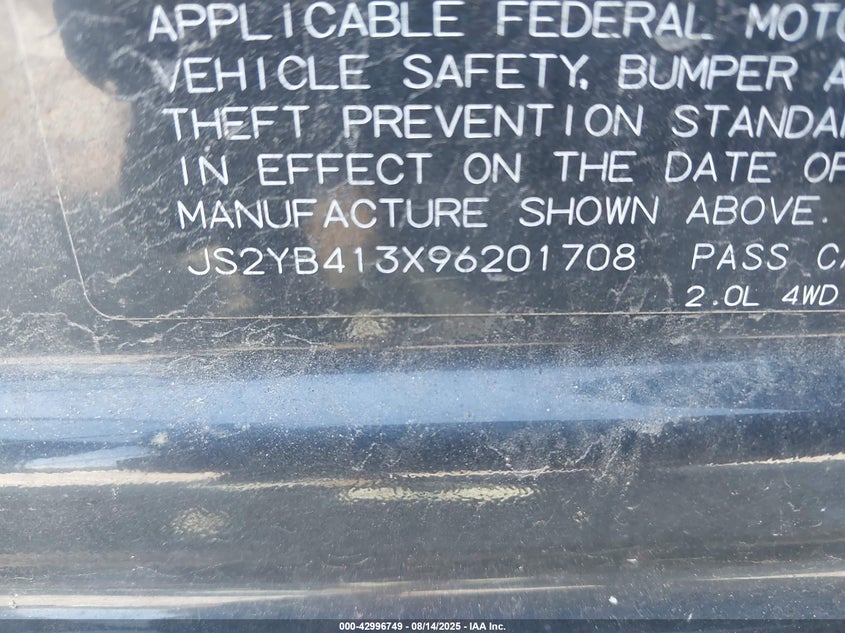 APPLICABLE FEDERAL MOTO
VEHICLE SAFETY, BUMPER A
THEFT PREVENTION STANDA
IN EFFECT ON THE DATE OF
MANUFACTURE SHOWN ABOVE.
JS2YB413X96201708 PASS CA
2.0L 4WD
000-42996749 - 08/14/2025 - IAA Inc.